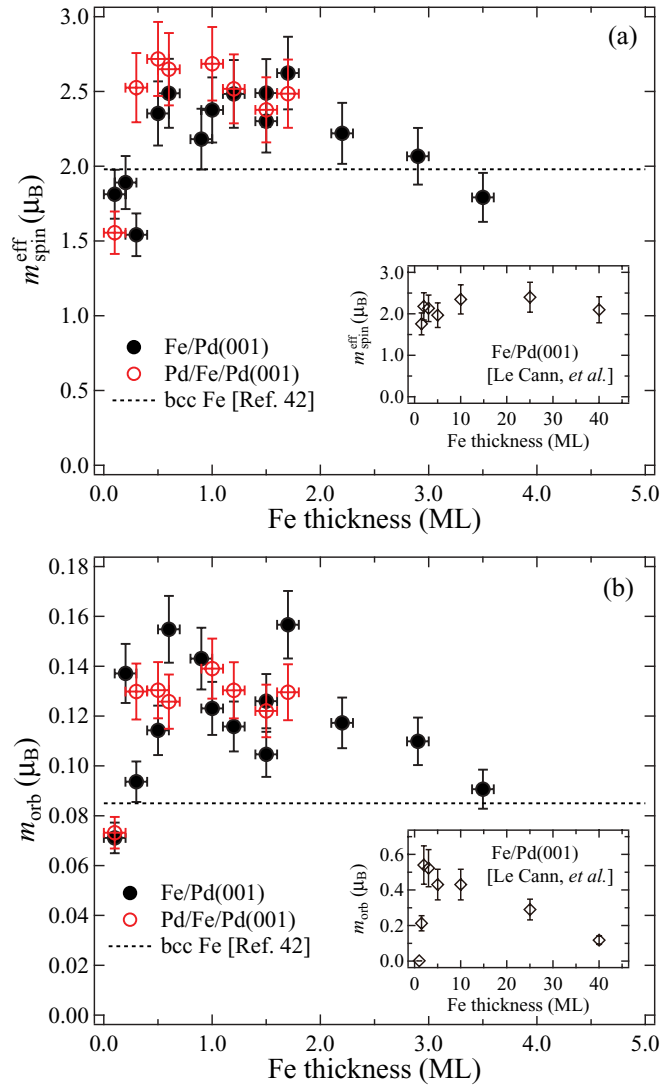 (a)
m_spin^eff (μ_B)
3.0
2.5
2.0
1.5
1.0
0.5
0.0
Fe/Pd(001)
Pd/Fe/Pd(001)
bcc Fe [Ref. 42]
m_spin^eff (μ_B)
3.0
2.0
1.0
0.0
Fe/Pd(001)
[Le Cann, et al.]
0 10 20 30 40
Fe thickness (ML)
0.0 1.0 2.0 3.0 4.0 5.0
Fe thickness (ML)
(b)
m_orb (μ_B)
0.18
0.16
0.14
0.12
0.10
0.08
0.06
0.04
0.02
0.00
Fe/Pd(001)
Pd/Fe/Pd(001)
bcc Fe [Ref. 42]
m_orb (μ_B)
0.6
0.4
0.2
0.0
Fe/Pd(001)
[Le Cann, et al.]
0 10 20 30 40
Fe thickness (ML)
0.0 1.0 2.0 3.0 4.0 5.0
Fe thickness (ML)